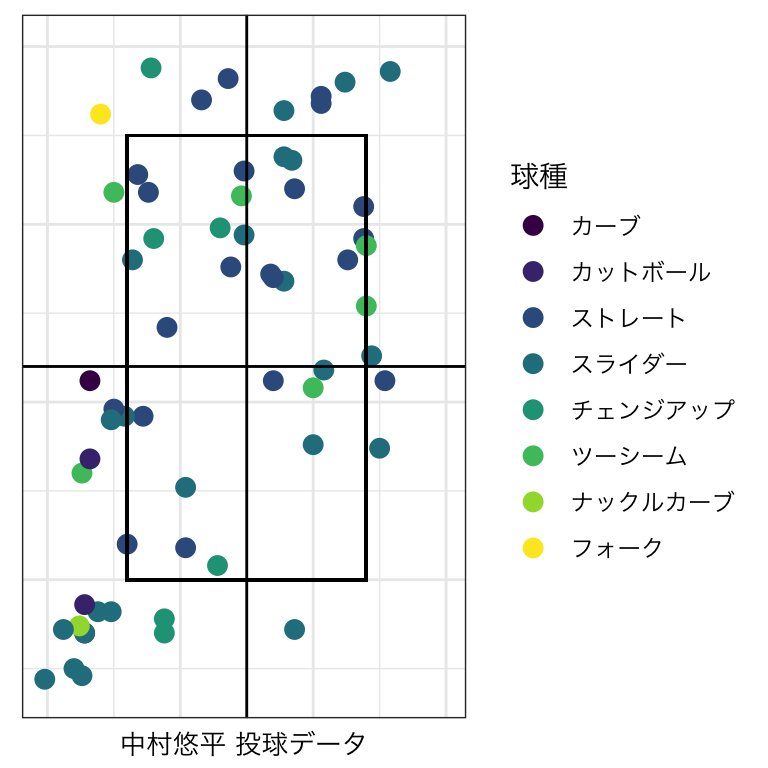 球種
カーブ
カットボール
ストレート
スライダー
チェンジアップ
ツーシーム
ナックルカーブ
フォーク
中村悠平 投球データ